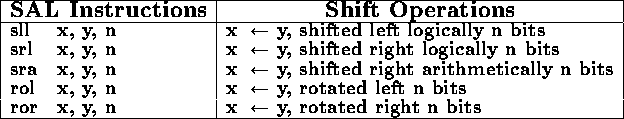 SAL Instructions Shift Operations
sll x, y, n x ← y, shifted left logically n bits
srl x, y, n x ← y, shifted right logically n bits
sra x, y, n x ← y, shifted right arithmetically n bits
rol x, y, n x ← y, rotated left n bits
ror x, y, n x ← y, rotated right n bits